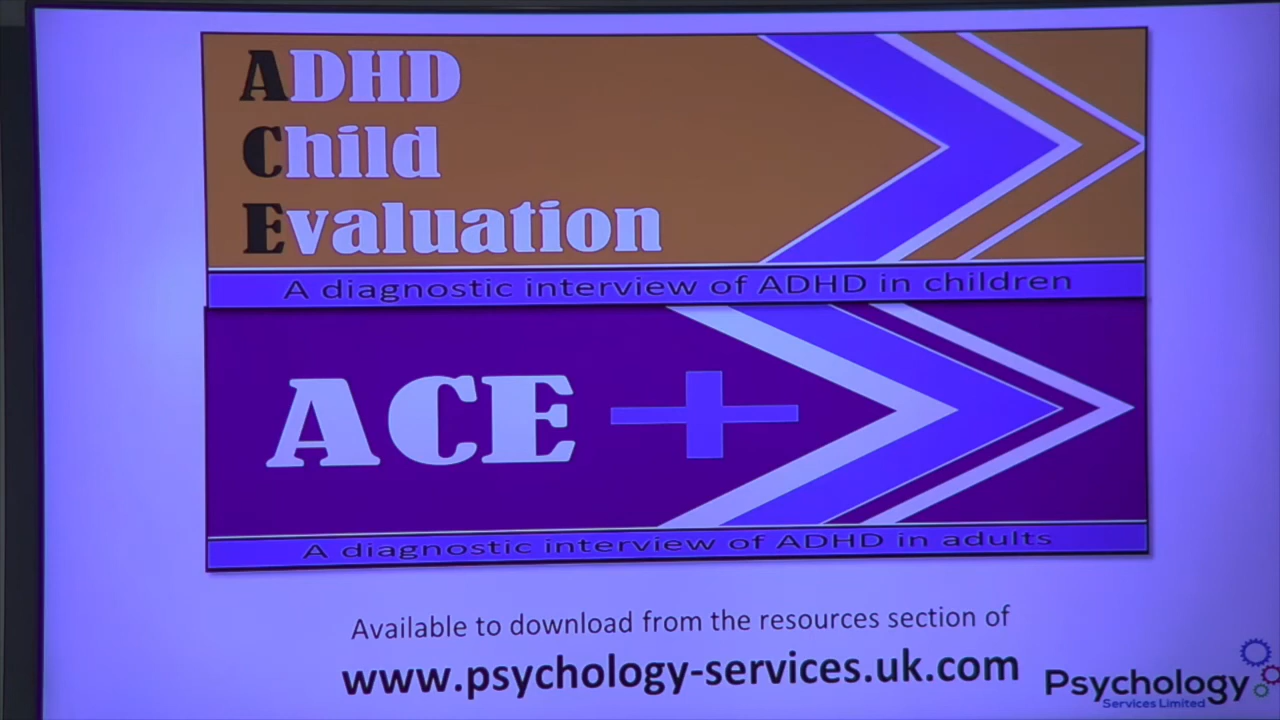 ADHD
Child
Evaluation
A diagnostic interview of ADHD in children
ACE +
A diagnostic interview of ADHD in adults
Available to download from the resources section of
www.psychology-services.uk.com
Psychology
Services Limited